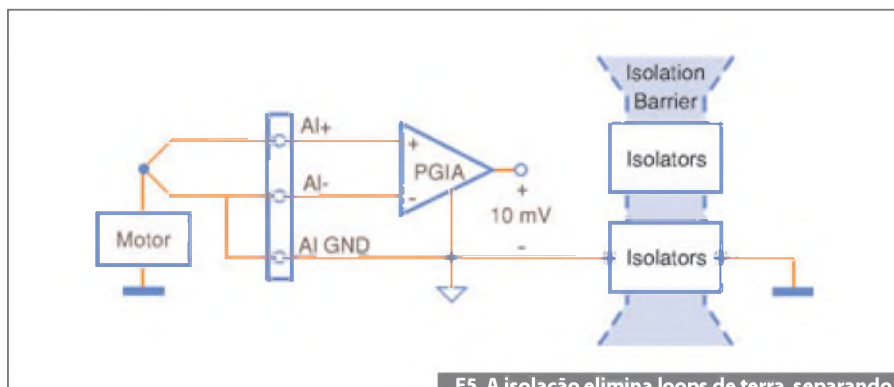 Isolation
Barrier
AI+
+
PGIA
Isolators
AI-
-
+
10 mV
-
Motor
AI GND
Isolators
F5. A isolação elimina loops de terra, separando